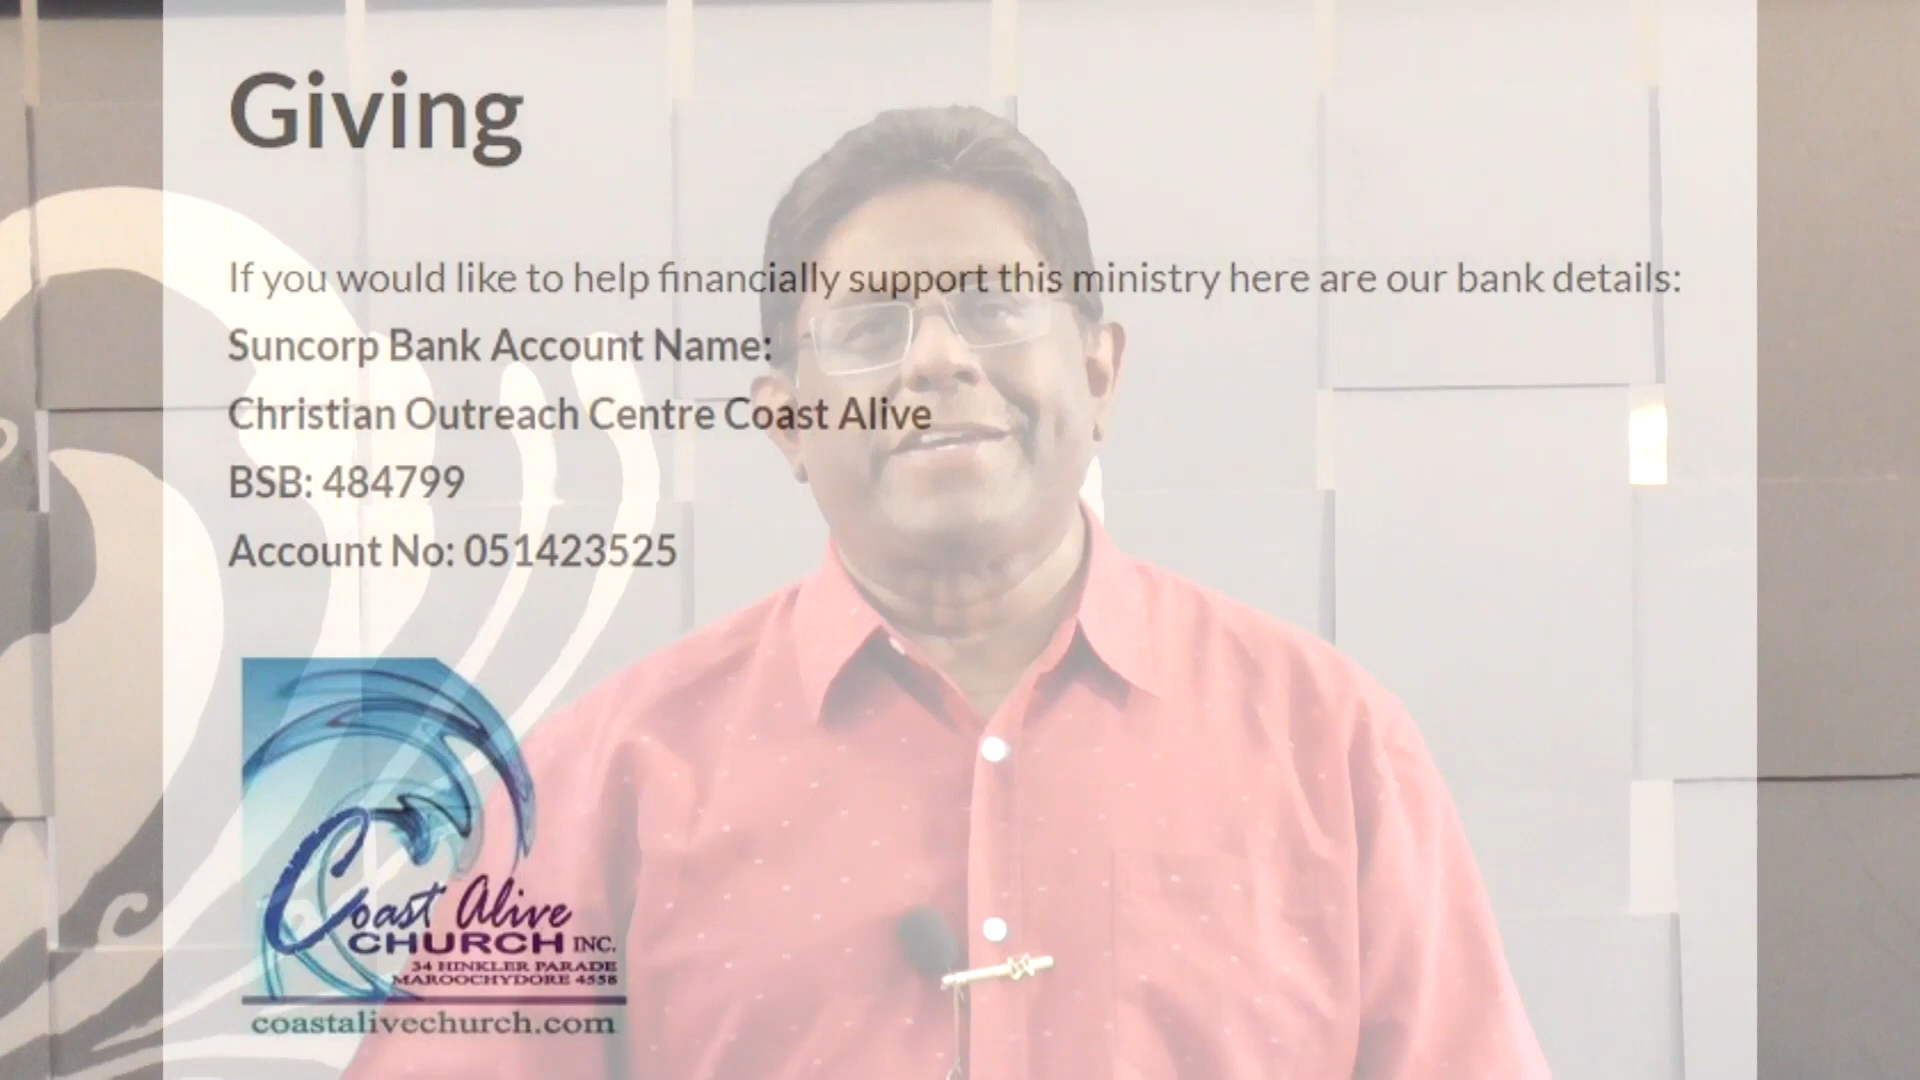 Giving
If you would like to help financially support this ministry here are our bank details:
Suncorp Bank Account Name:
Christian Outreach Centre Coast Alive
BSB: 484799
Account No: 051423525
Coast Alive
CHURCH INC.
34 HINKLER PARADE
MAROOCHYDORE 4558
coastalivechurch.com